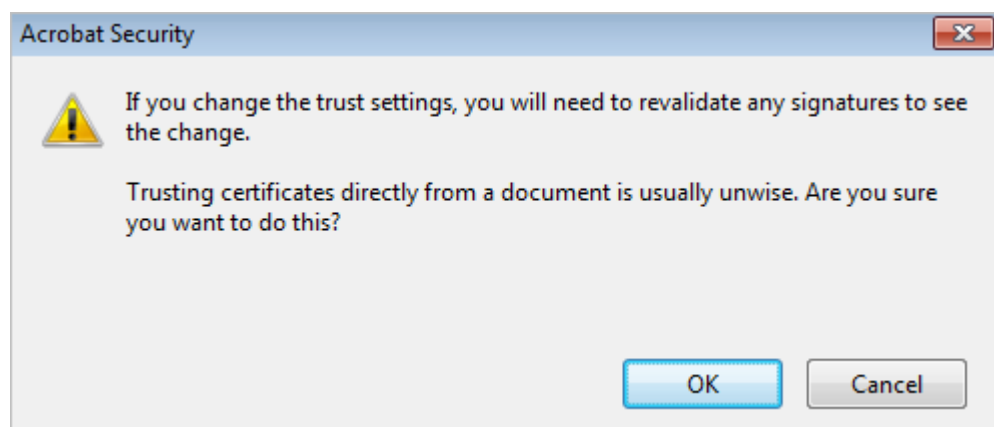 Acrobat Security
If you change the trust settings, you will need to revalidate any signatures to see
the change.
Trusting certificates directly from a document is usually unwise. Are you sure
you want to do this?
OK
Cancel